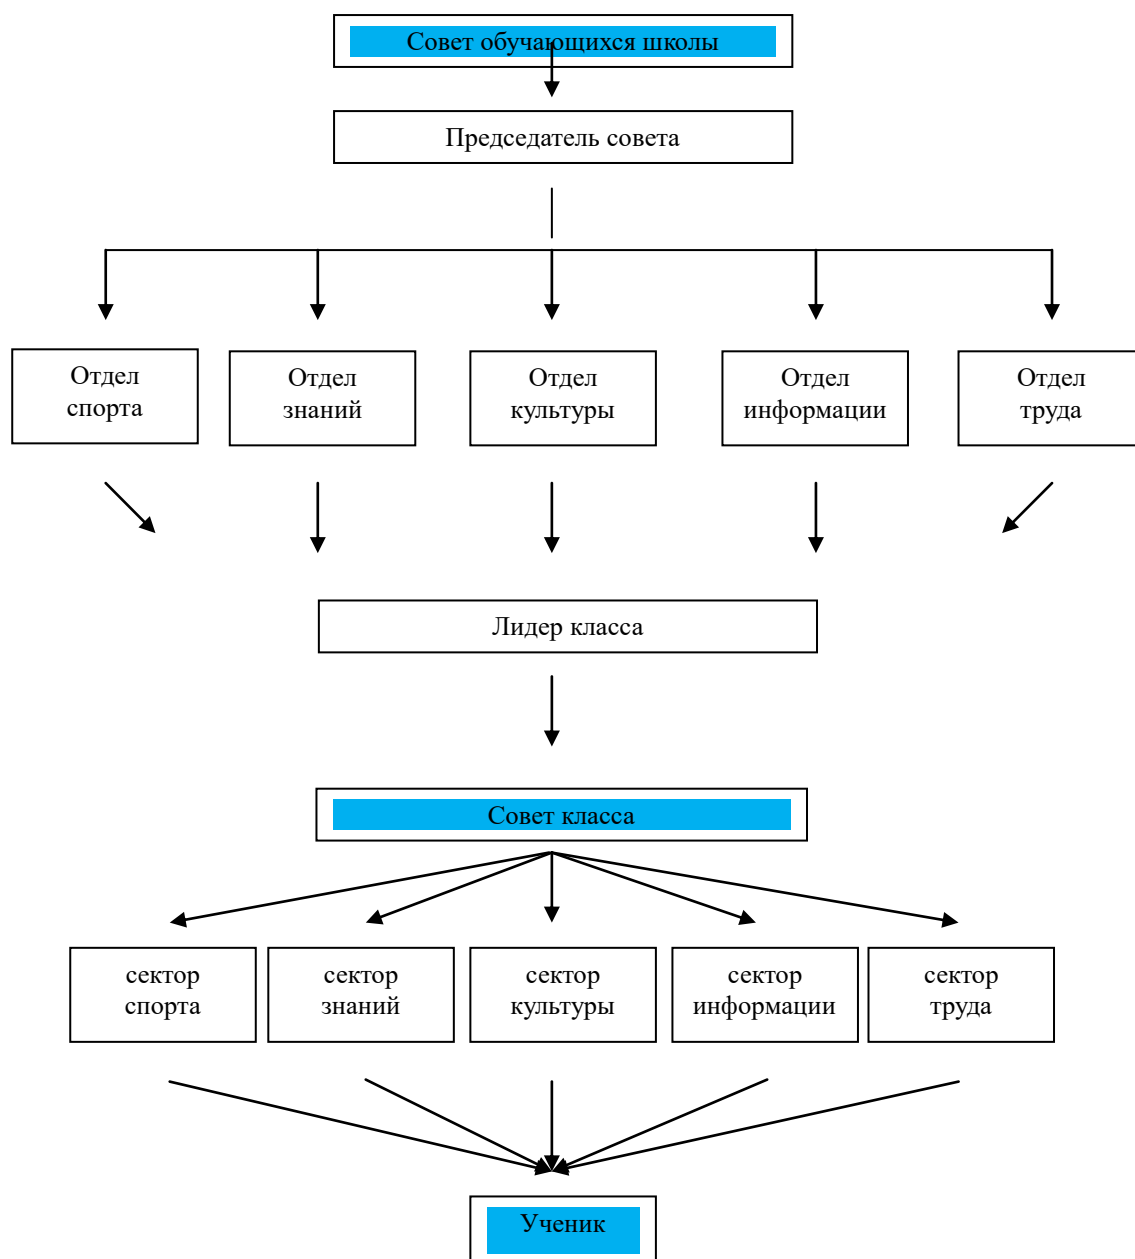 Совет обучающихся школы
Председатель совета
Отдел
спорта
Отдел
знаний
Отдел
культуры
Отдел
информации
Отдел
труда
Лидер класса
Совет класса
сектор
спорта
сектор
знаний
сектор
культуры
сектор
информации
сектор
труда
Ученик